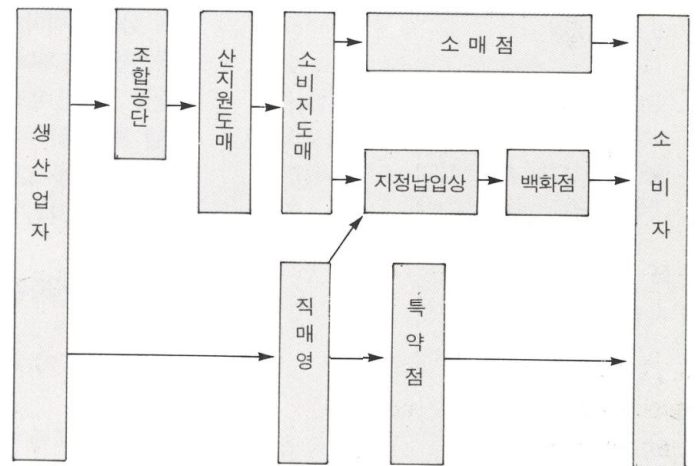 생산업자
조합공단
산지원도매
소비지도매
소매점
지정납입상
백화점
직매영
특약점
소비자